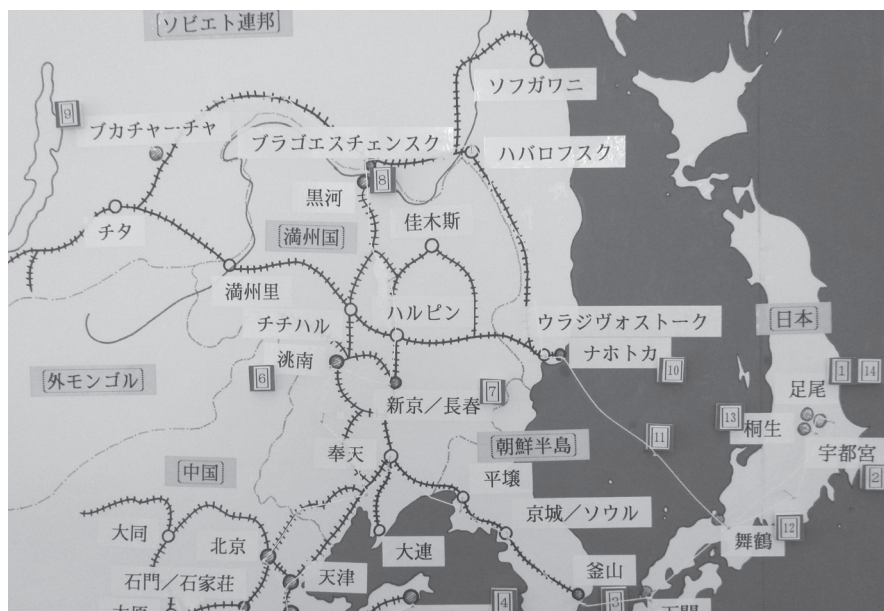 ［ソビエト連邦］
ソフガワニ
9
ブカチャーチャ
ブラゴエスチェンスク
ハバロフスク
8
黒河
佳木斯
チタ
［満州国］
満州里
チチハル
ハルピン
ウラジヴォストーク
［日本］
洮南
ナホトカ
［外モンゴル］
6
新京／長春
7
10
1
14
足尾
13
桐生
11
奉天
［朝鮮半島］
宇都宮
［中国］
平壌
2
大同
北京
大連
京城／ソウル
舞鶴
12
石門／石家荘
天津
釜山
4
3